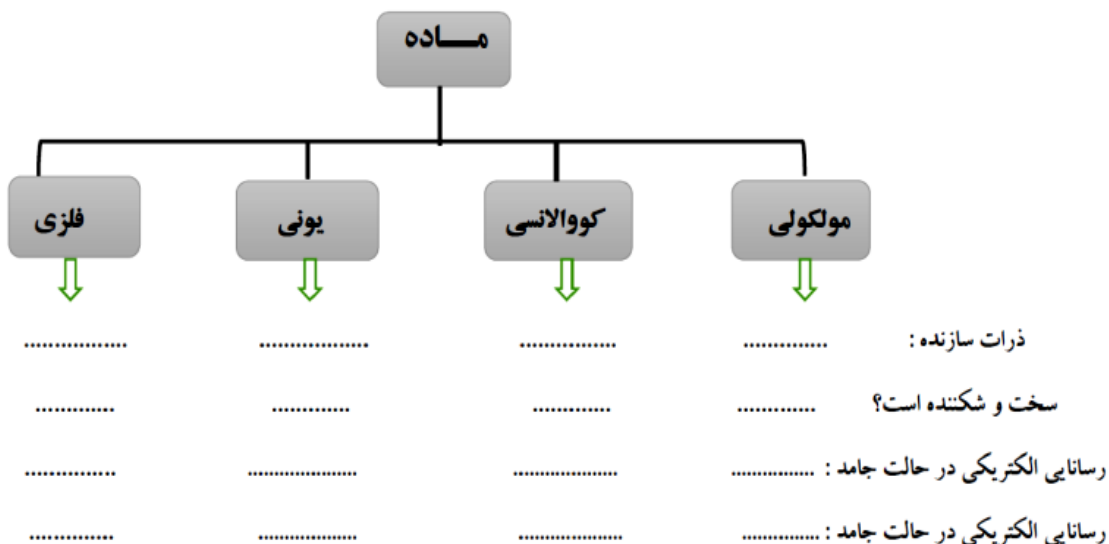 مـــاده
مولکولی کووالانسی یونی فلزی
ذرات سازنده : .............. ................ .................. .................
سخت و شکننده است؟ ............. ............. ............. .............
رسانایی الکتریکی در حالت جامد : ................ ................... .................... ...............
رسانایی الکتریکی در حالت جامد : ............... ................... .................. ..............